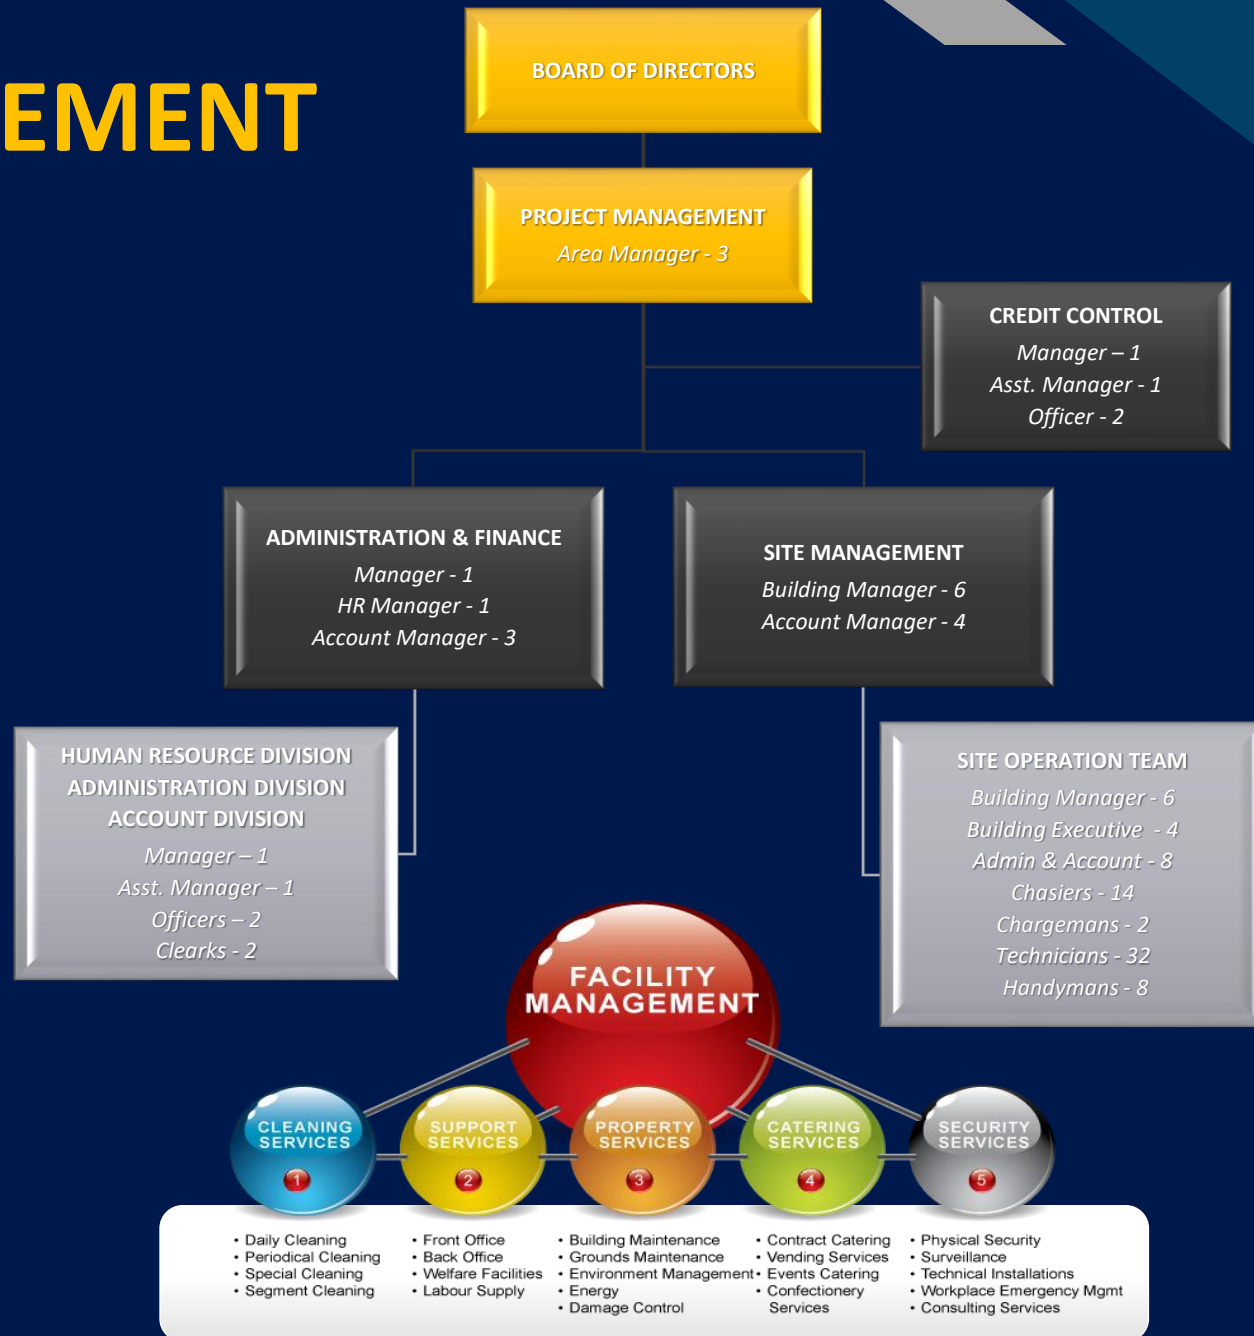 EMENT
BOARD OF DIRECTORS
PROJECT MANAGEMENT
Area Manager - 3
CREDIT CONTROL
Manager – 1
Asst. Manager - 1
Officer - 2
ADMINISTRATION & FINANCE
Manager - 1
HR Manager - 1
Account Manager - 3
SITE MANAGEMENT
Building Manager - 6
Account Manager - 4
HUMAN RESOURCE DIVISION
ADMINISTRATION DIVISION
ACCOUNT DIVISION
Manager – 1
Asst. Manager – 1
Officers – 2
Clearks - 2
SITE OPERATION TEAM
Building Manager - 6
Building Executive - 4
Admin & Account - 8
Chasiers - 14
Chargemans - 2
Technicians - 32
Handymans - 8
FACILITY
MANAGEMENT
CLEANING
SERVICES
1
SUPPORT
SERVICES
2
PROPERTY
SERVICES
3
CATERING
SERVICES
4
SECURITY
SERVICES
5
• Daily Cleaning
• Periodical Cleaning
• Special Cleaning
• Segment Cleaning
• Front Office
• Back Office
• Welfare Facilities
• Labour Supply
• Building Maintenance
• Grounds Maintenance
• Environment Management
• Energy
• Damage Control
• Contract Catering
• Vending Services
• Events Catering
• Confectionery
Services
• Physical Security
• Surveillance
• Technical Installations
• Workplace Emergency Mgmt
• Consulting Services